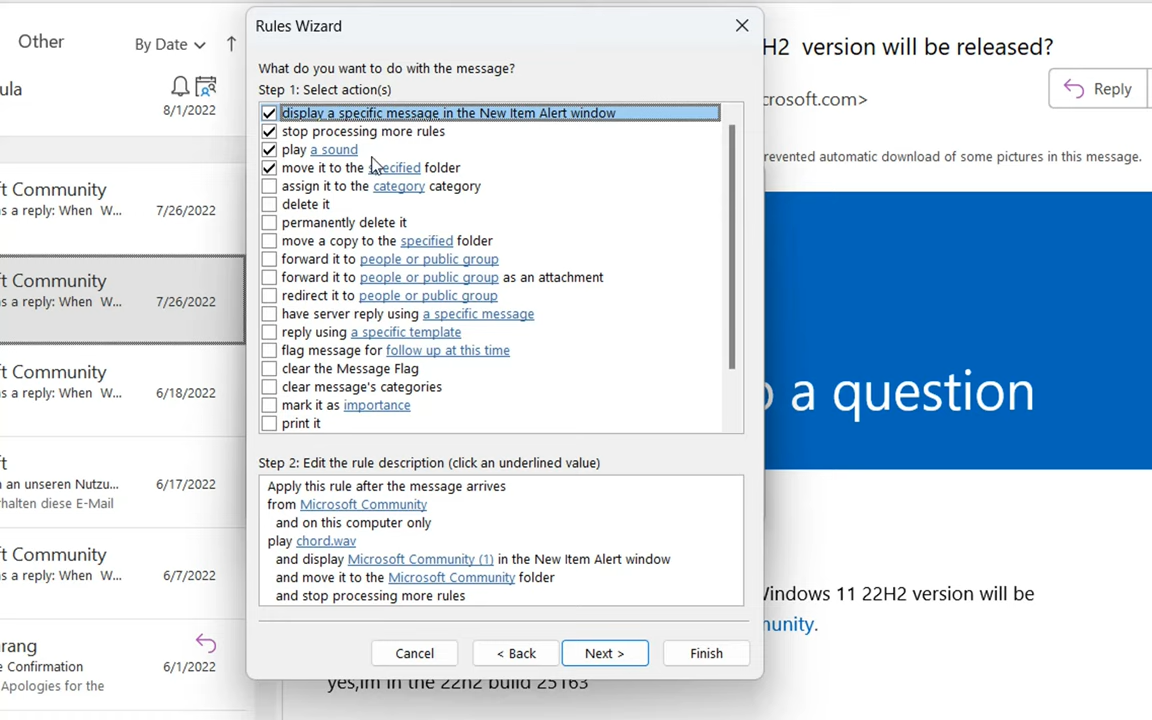 Other
By Date
ula
8/1/2022
ft Community
s a reply: When W...
7/26/2022
ft Community
s a reply: When W...
7/26/2022
ft Community
s a reply: When W...
6/18/2022
ft
n an unseren Nutzu...
6/17/2022
rhalten diese E-Mail
ft Community
s a reply: When W...
6/7/2022
arang
e Confirmation
6/1/2022
Apologies for the
Rules Wizard
What do you want to do with the message?
Step 1: Select action(s)
display a specific message in the New Item Alert window
stop processing more rules
play a sound
move it to the specified folder
assign it to the category category
delete it
permanently delete it
move a copy to the specified folder
forward it to people or public group
forward it to people or public group as an attachment
redirect it to people or public group
have server reply using a specific message
reply using a specific template
flag message for follow up at this time
clear the Message Flag
clear message's categories
mark it as importance
print it
Step 2: Edit the rule description (click an underlined value)
Apply this rule after the message arrives
from Microsoft Community
and on this computer only
play chord.wav
and display Microsoft Community (1) in the New Item Alert window
and move it to the Microsoft Community folder
and stop processing more rules
Cancel
< Back
Next >
Finish
H2 version will be released?
crosoft.com>
Reply
revented automatic download of some pictures in this message.
o a question
Windows 11 22H2 version will be
nunity.
yes,im in the 22h2 build 25163